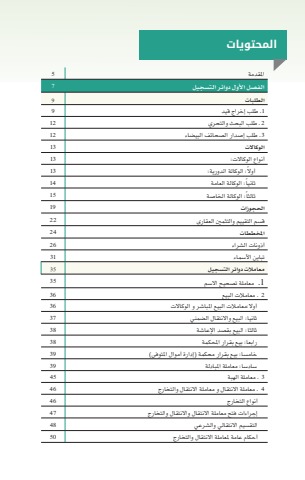 المحتويات
المقدمة 5
الفصل الأول دوائر التسجيل 7
الطلبات 9
1. طلب إخراج قيد 9
2. طلب البحث والتحري 12
3. طلب إصدار الصحائف البيضاء 12
الوكالات 13
أنواع الوكالات: 13
أولاً: الوكالة الدورية: 13
ثانياً: الوكالة العامة 14
ثالثاً: الوكالة الخاصة 15
الحجوزات 19
قسم التقييم والتثمين العقاري 22
المخططات 24
أذونات الشراء 26
تباين الأسماء 31
معاملات دوائر التسجيل 35
1. معاملة تصحيح الاسم 35
2 . معاملات البيع 36
أولا معاملات البيع المباشر و الوكالات 36
ثانيا: البيع والانتقال الضمني 37
ثالثا: البيع بقصد الإعاشة 38
رابعا: بيع بقرار المحكمة 38
خامسا: بيع بقرار محكمة (إدارة أموال المتوفى) 39
سادسا: معاملة المبادلة 39
3 . معاملة الهبة 45
4 . معاملة الانتقال و معاملة الانتقال والتخارج 46
أنواع التخارج 46
إجراءات فتح معاملة الانتقال والانتقال والتخارج 47
التقسيم الانتقالي والشرعي 48
أحكام عامة لمعاملة الانتقال والتخارج 50